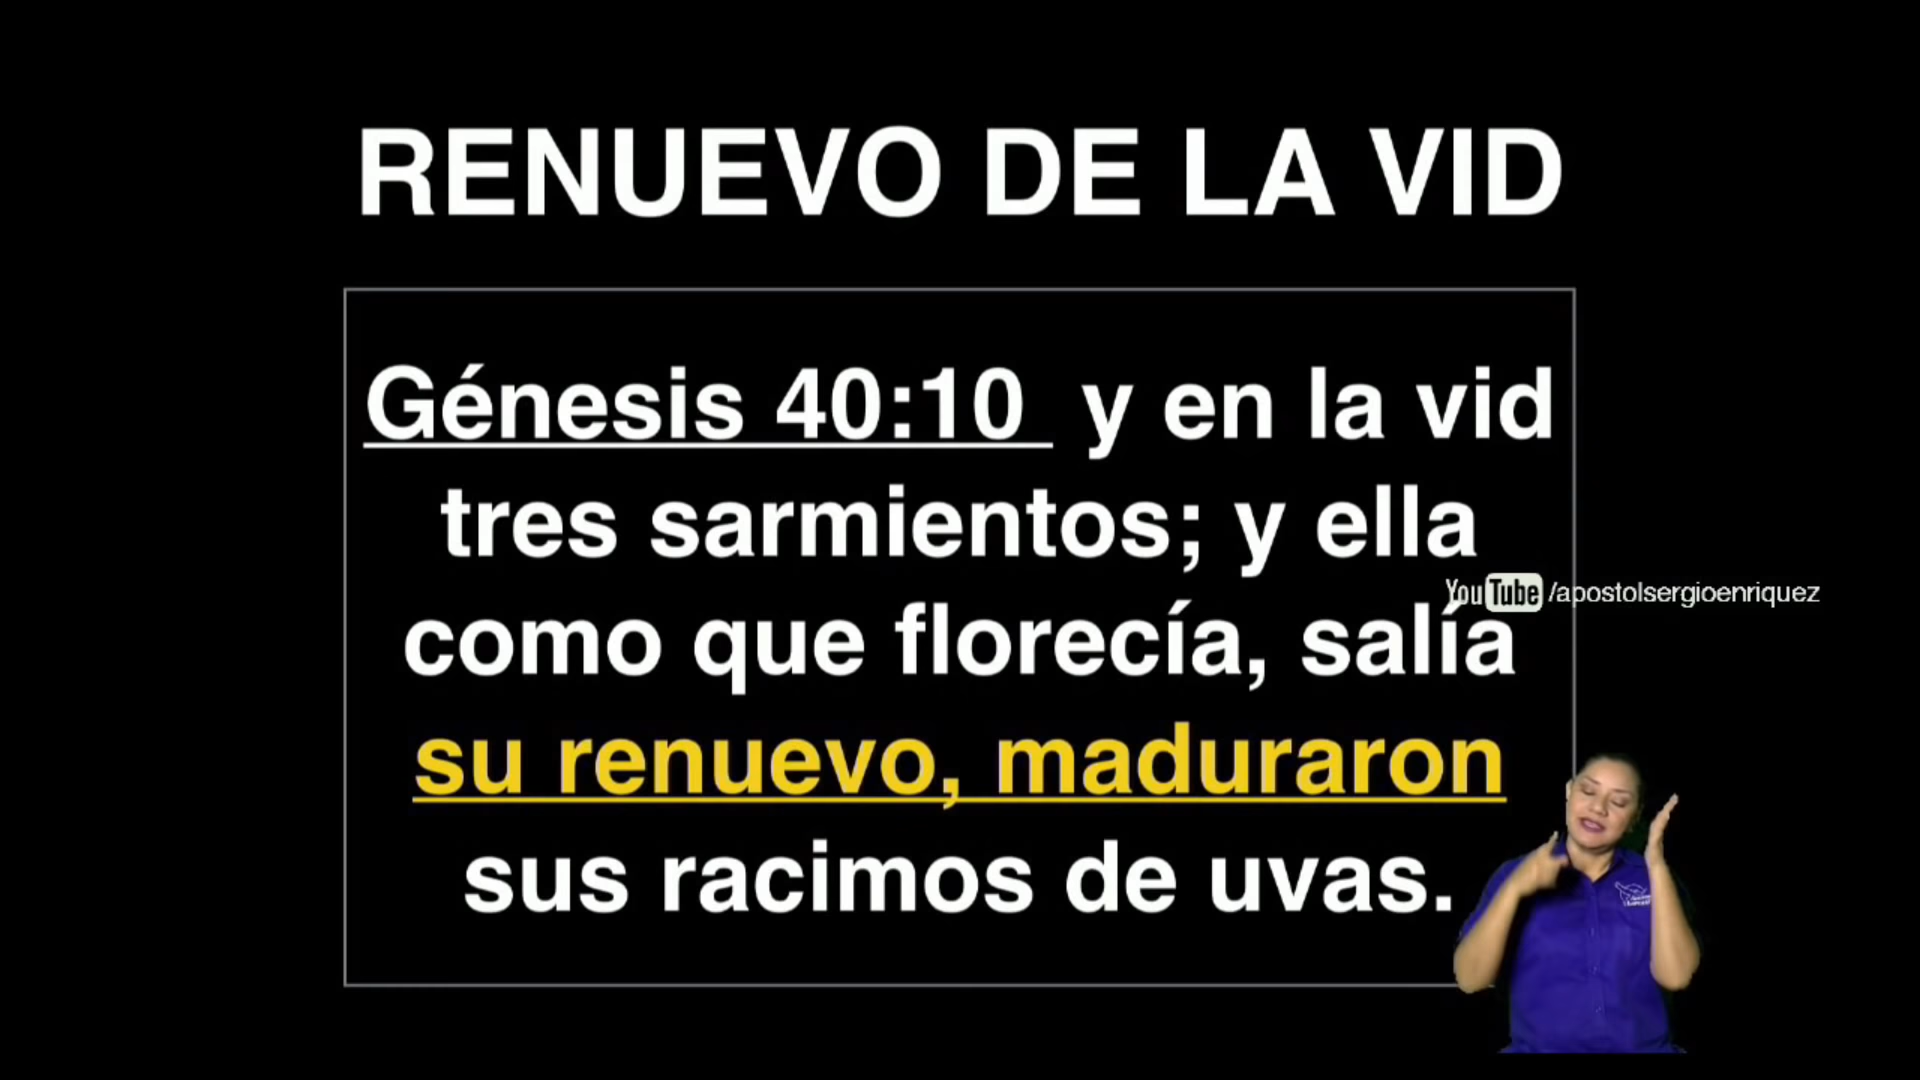 RENUEVO DE LA VID
Génesis 40:10 y en la vid
tres sarmientos; y ella
YouTube /apostolsergioenriquez
como que florecía, salía
su renuevo, maduraron
sus racimos de uvas.